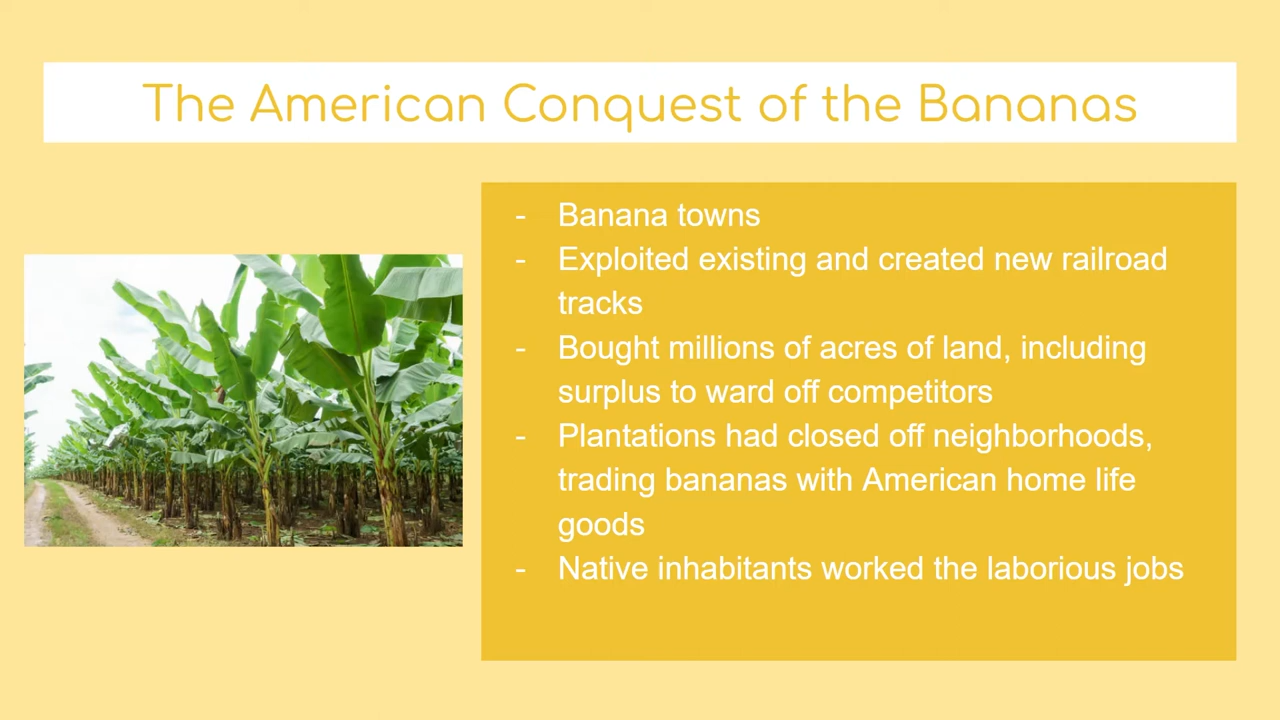 The American Conquest of the Bananas
- Banana towns
- Exploited existing and created new railroad
tracks
- Bought millions of acres of land, including
surplus to ward off competitors
- Plantations had closed off neighborhoods,
trading bananas with American home life
goods
- Native inhabitants worked the laborious jobs